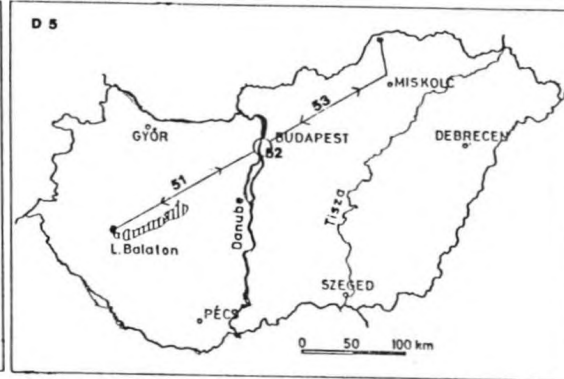 D 5
53
MISKOLC
GYŐR
BUDAPEST
DEBRECEN
52
51
Tisza
Danube
L. Balaton
SZEGED
PÉCS
0 50 100 km